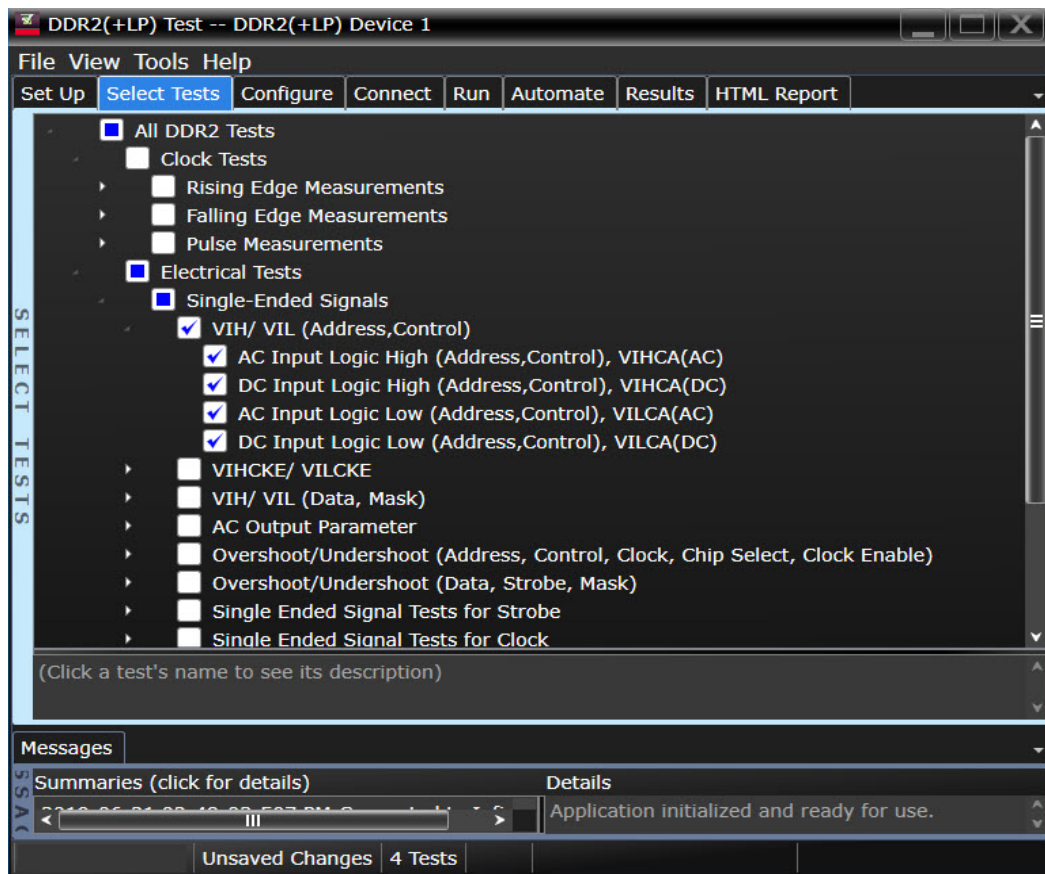 DDR2(+LP) Test -- DDR2(+LP) Device 1
File View Tools Help
Set Up Select Tests Configure Connect Run Automate Results HTML Report
All DDR2 Tests
Clock Tests
Rising Edge Measurements
Falling Edge Measurements
Pulse Measurements
Electrical Tests
Single-Ended Signals
VIH/ VIL (Address,Control)
AC Input Logic High (Address,Control), VIHCA(AC)
DC Input Logic High (Address,Control), VIHCA(DC)
AC Input Logic Low (Address,Control), VILCA(AC)
DC Input Logic Low (Address,Control), VILCA(DC)
VIHCKE/ VILCKE
VIH/ VIL (Data, Mask)
AC Output Parameter
Overshoot/Undershoot (Address, Control, Clock, Chip Select, Clock Enable)
Overshoot/Undershoot (Data, Strobe, Mask)
Single Ended Signal Tests for Strobe
Single Ended Signal Tests for Clock
SELECT TESTS
(Click a test's name to see its description)
Messages
Summaries (click for details) Details
Application initialized and ready for use.
Unsaved Changes 4 Tests